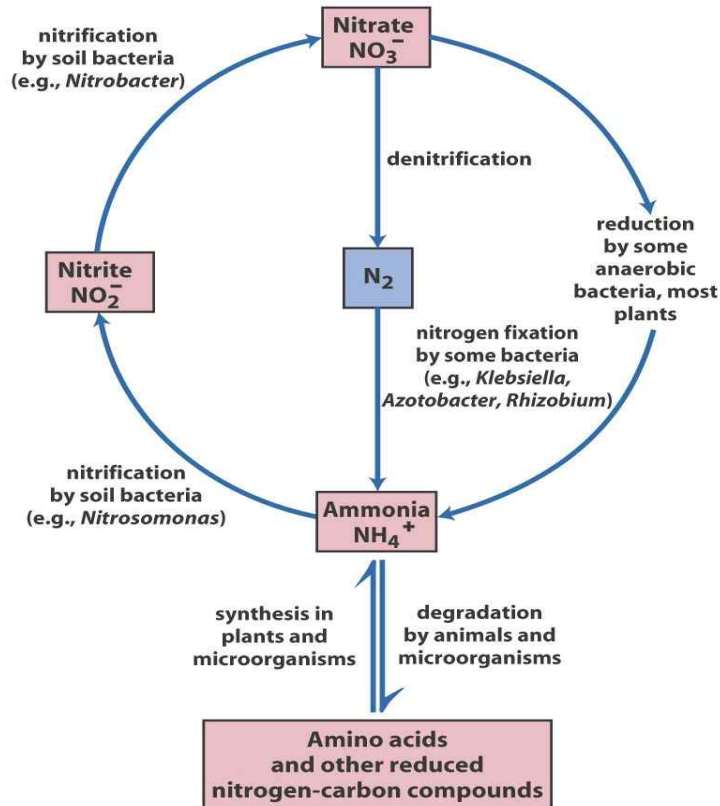 Nitrate
NO₃⁻
nitrification
by soil bacteria
(e.g., Nitrobacter)
denitrification
reduction
by some
anaerobic
bacteria, most
plants
Nitrite
NO₂⁻
N₂
nitrogen fixation
by some bacteria
(e.g., Klebsiella,
Azotobacter, Rhizobium)
nitrification
by soil bacteria
(e.g., Nitrosomonas)
Ammonia
NH₄⁺
synthesis in
plants and
microorganisms
degradation
by animals and
microorganisms
Amino acids
and other reduced
nitrogen-carbon compounds